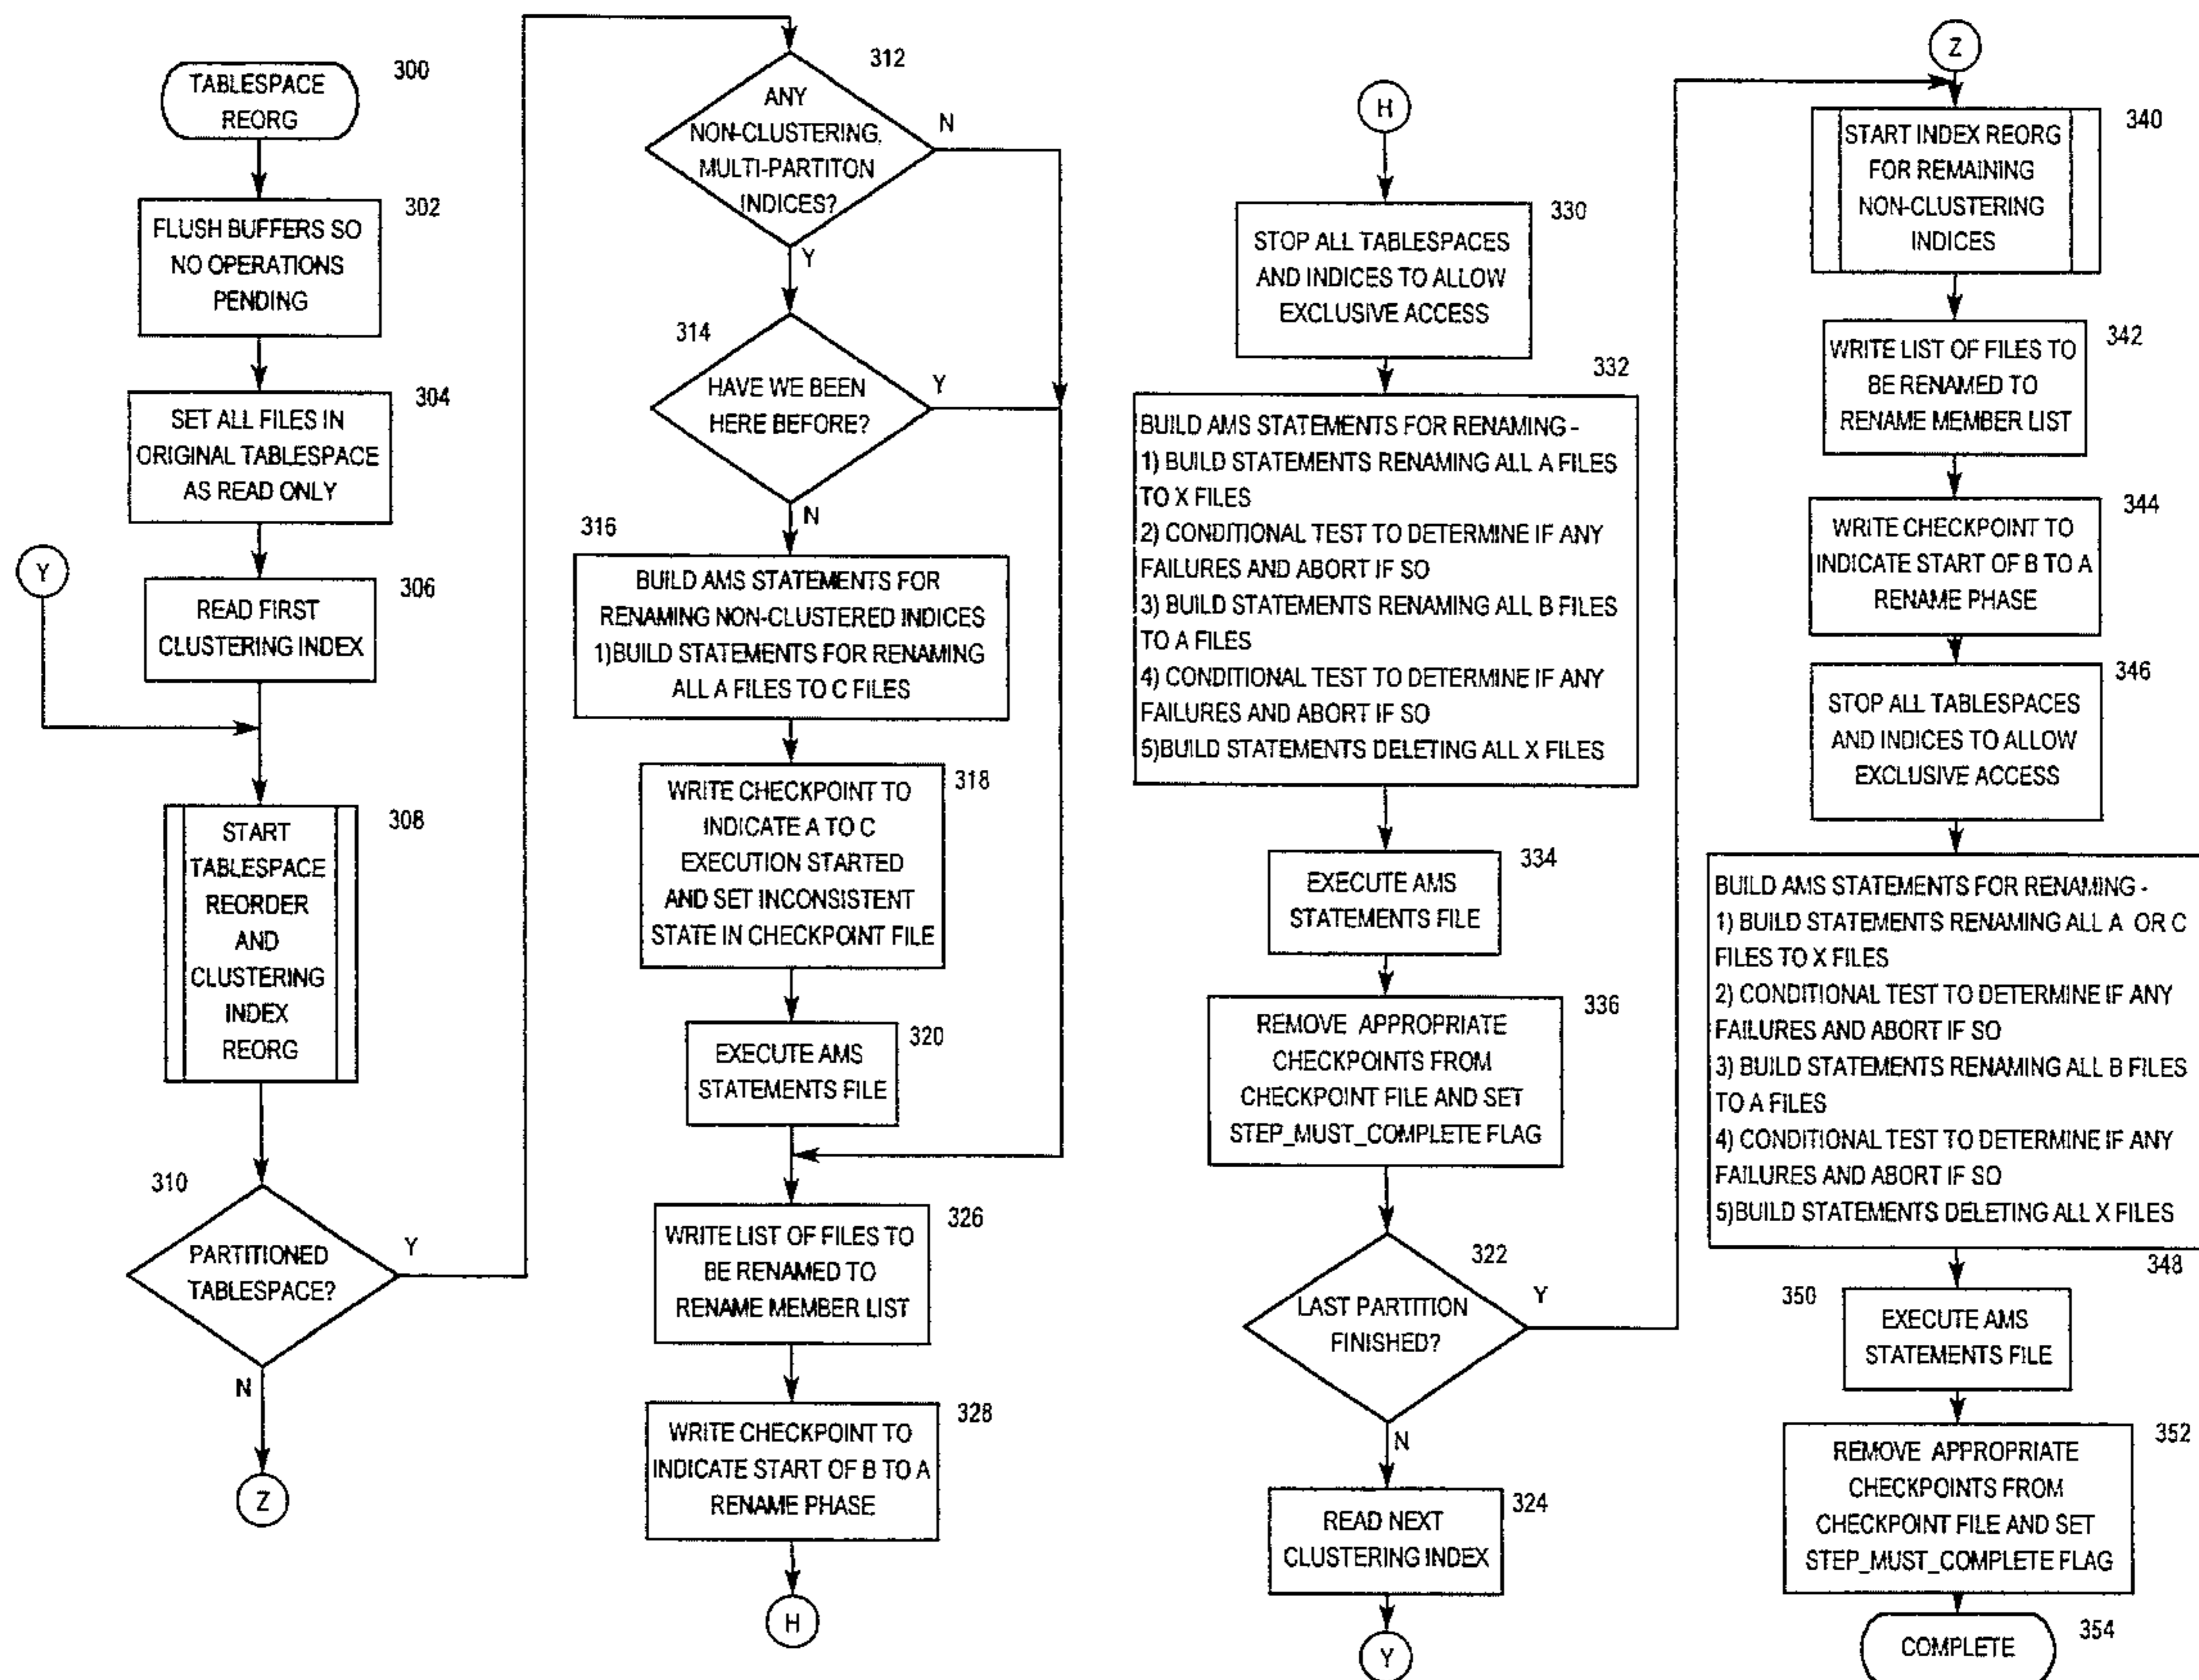 300
TABLESPACE
REORG
302
FLUSH BUFFERS SO
NO OPERATIONS
PENDING
304
SET ALL FILES IN
ORIGINAL TABLESPACE
AS READ ONLY
Y
306
READ FIRST
CLUSTERING INDEX
308
START
TABLESPACE
REORDER
AND
CLUSTERING
INDEX
REORG
310
PARTITIONED
TABLESPACE?
Y
N
Z
312
ANY
NON-CLUSTERING,
MULTI-PARTITON
INDICES?
N
Y
314
HAVE WE BEEN
HERE BEFORE?
Y
N
316
BUILD AMS STATEMENTS FOR
RENAMING NON-CLUSTERED INDICES
1)BUILD STATEMENTS FOR RENAMING
ALL A FILES TO C FILES
318
WRITE CHECKPOINT TO
INDICATE A TO C
EXECUTION STARTED
AND SET INCONSISTENT
STATE IN CHECKPOINT FILE
320
EXECUTE AMS
STATEMENTS FILE
326
WRITE LIST OF FILES TO
BE RENAMED TO
RENAME MEMBER LIST
328
WRITE CHECKPOINT TO
INDICATE START OF B TO A
RENAME PHASE
H
H
330
STOP ALL TABLESPACES
AND INDICES TO ALLOW
EXCLUSIVE ACCESS
332
BUILD AMS STATEMENTS FOR RENAMING -
1) BUILD STATEMENTS RENAMING ALL A FILES
TO X FILES
2) CONDITIONAL TEST TO DETERMINE IF ANY
FAILURES AND ABORT IF SO
3) BUILD STATEMENTS RENAMING ALL B FILES
TO A FILES
4) CONDITIONAL TEST TO DETERMINE IF ANY
FAILURES AND ABORT IF SO
5)BUILD STATEMENTS DELETING ALL X FILES
334
EXECUTE AMS
STATEMENTS FILE
336
REMOVE APPROPRIATE
CHECKPOINTS FROM
CHECKPOINT FILE AND SET
STEP_MUST_COMPLETE FLAG
322
LAST PARTITION
FINISHED?
Y
N
324
READ NEXT
CLUSTERING INDEX
Y
Z
340
START INDEX REORG
FOR REMAINING
NON-CLUSTERING
INDICES
342
WRITE LIST OF FILES TO
BE RENAMED TO
RENAME MEMBER LIST
344
WRITE CHECKPOINT TO
INDICATE START OF B TO A
RENAME PHASE
346
STOP ALL TABLESPACES
AND INDICES TO ALLOW
EXCLUSIVE ACCESS
BUILD AMS STATEMENTS FOR RENAMING -
1) BUILD STATEMENTS RENAMING ALL A OR C
FILES TO X FILES
2) CONDITIONAL TEST TO DETERMINE IF ANY
FAILURES AND ABORT IF SO
3) BUILD STATEMENTS RENAMING ALL B FILES
TO A FILES
4) CONDITIONAL TEST TO DETERMINE IF ANY
FAILURES AND ABORT IF SO
5)BUILD STATEMENTS DELETING ALL X FILES
348
350
EXECUTE AMS
STATEMENTS FILE
352
REMOVE APPROPRIATE
CHECKPOINTS FROM
CHECKPOINT FILE AND SET
STEP_MUST_COMPLETE FLAG
354
COMPLETE